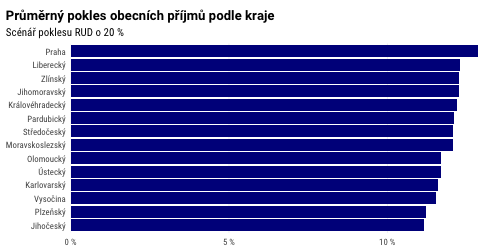 Průměrný pokles obecních příjmů podle kraje
Scénář poklesu RUD o 20 %
Praha
Liberecký
Zlínský
Jihomoravský
Královéhradecký
Pardubický
Středočeský
Moravskoslezský
Olomoucký
Ústecký
Karlovarský
Vysočina
Plzeňský
Jihočeský
0 % 5 % 10 %